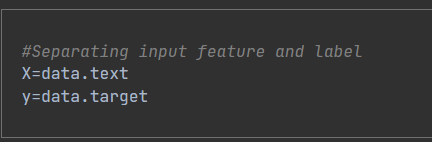 #Separating input feature and label
X=data.text
y=data.target